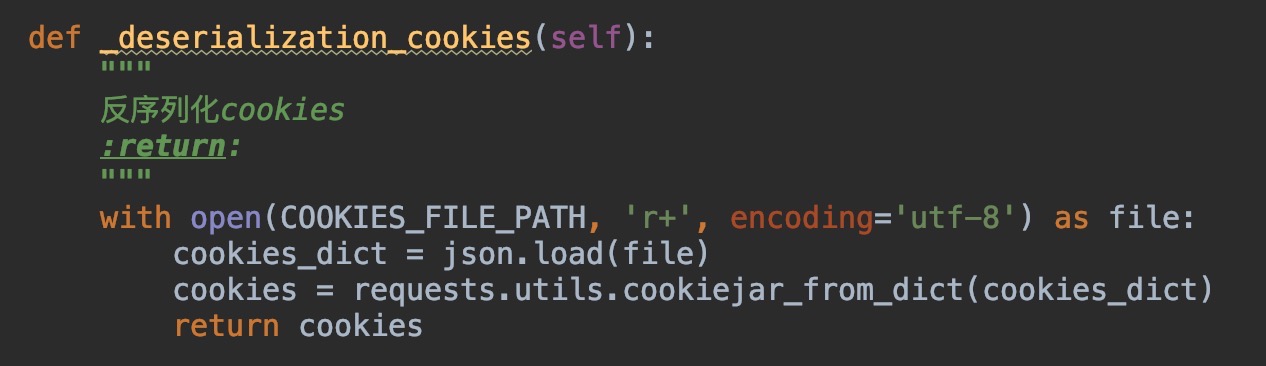 def _deserialization_cookies(self):
    """
    反序列化cookies
    :return:
    """
    with open(COOKIES_FILE_PATH, 'r+', encoding='utf-8') as file:
        cookies_dict = json.load(file)
        cookies = requests.utils.cookiejar_from_dict(cookies_dict)
        return cookies